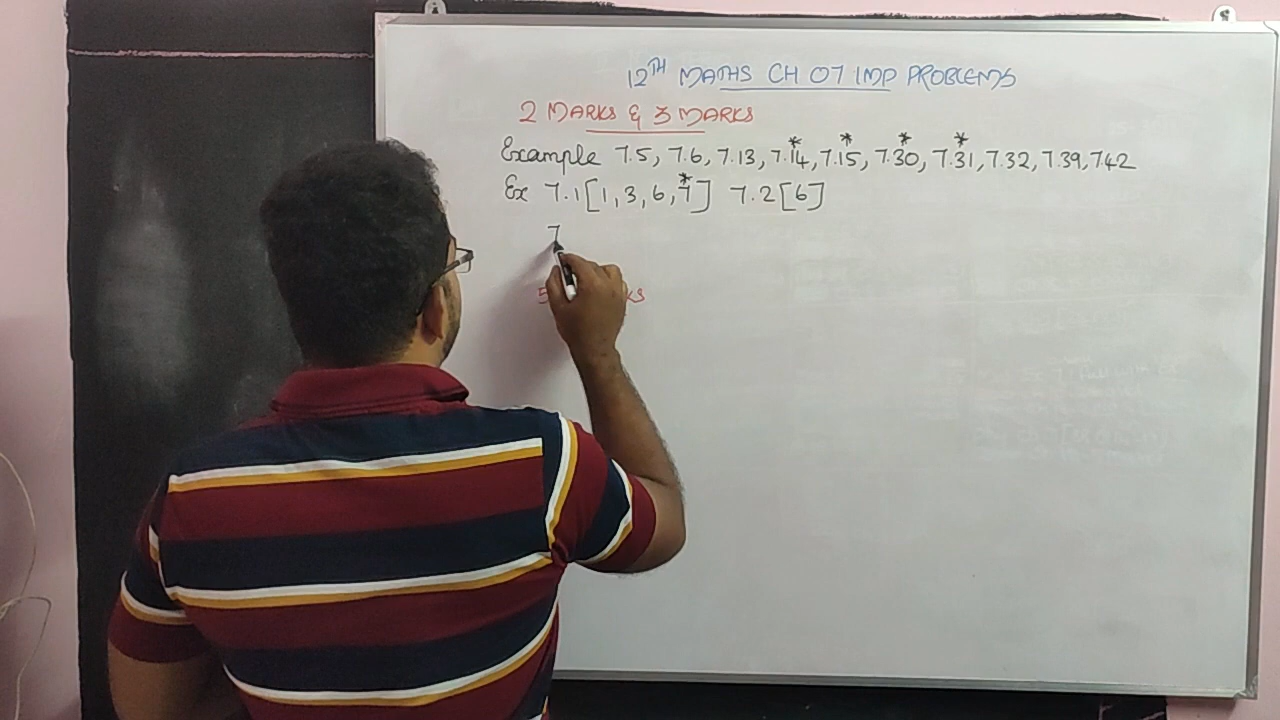 12TH MATHS CH 07 IMP PROBLEMS
2 MARKS & 3 MARKS
* * * *
Example 7.5, 7.6, 7.13, 7.14, 7.15, 7.30, 7.31, 7.32, 7.39, 7.42
*
Ex 7.1[1, 3, 6, 7] 7.2[6]
7
5
KS